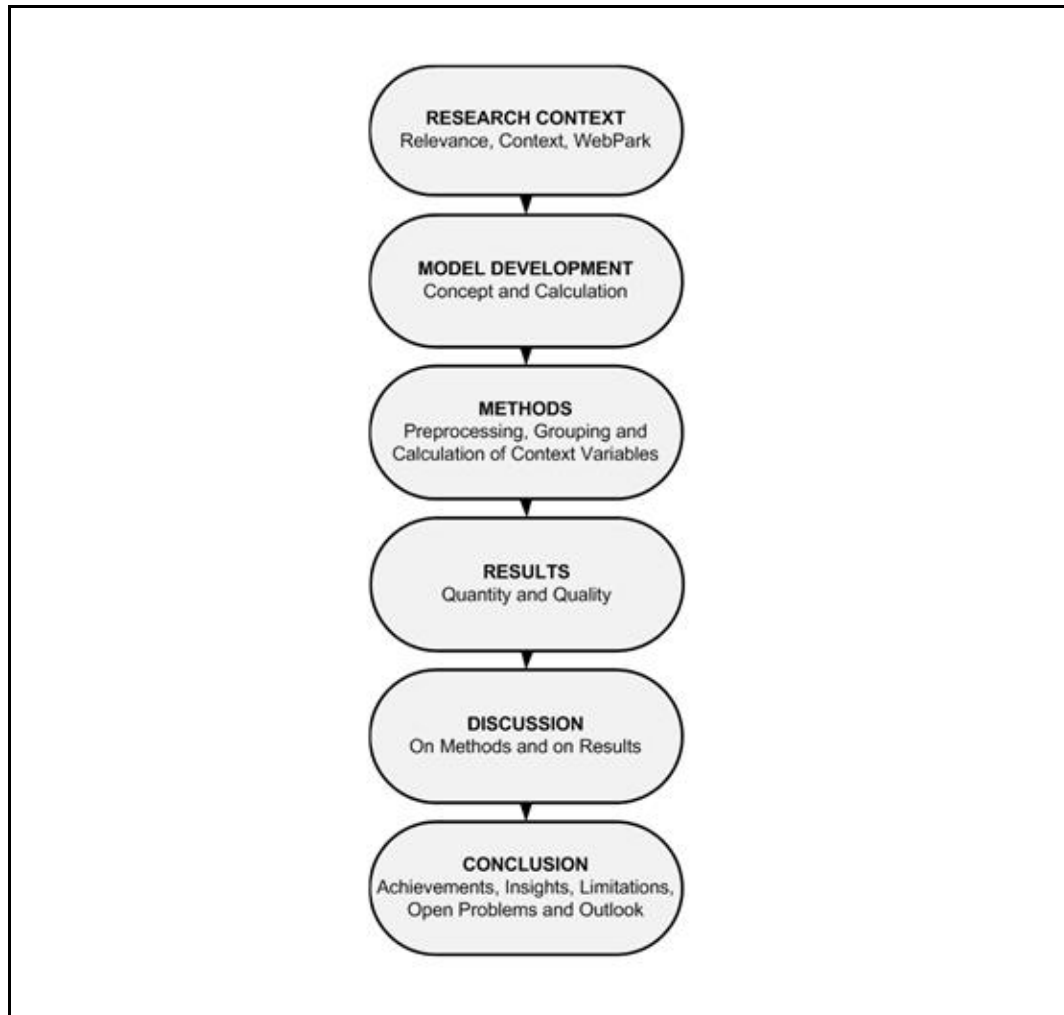 RESEARCH CONTEXT
Relevance, Context, WebPark
MODEL DEVELOPMENT
Concept and Calculation
METHODS
Preprocessing, Grouping and
Calculation of Context Variables
RESULTS
Quantity and Quality
DISCUSSION
On Methods and on Results
CONCLUSION
Achievements, Insights, Limitations,
Open Problems and Outlook